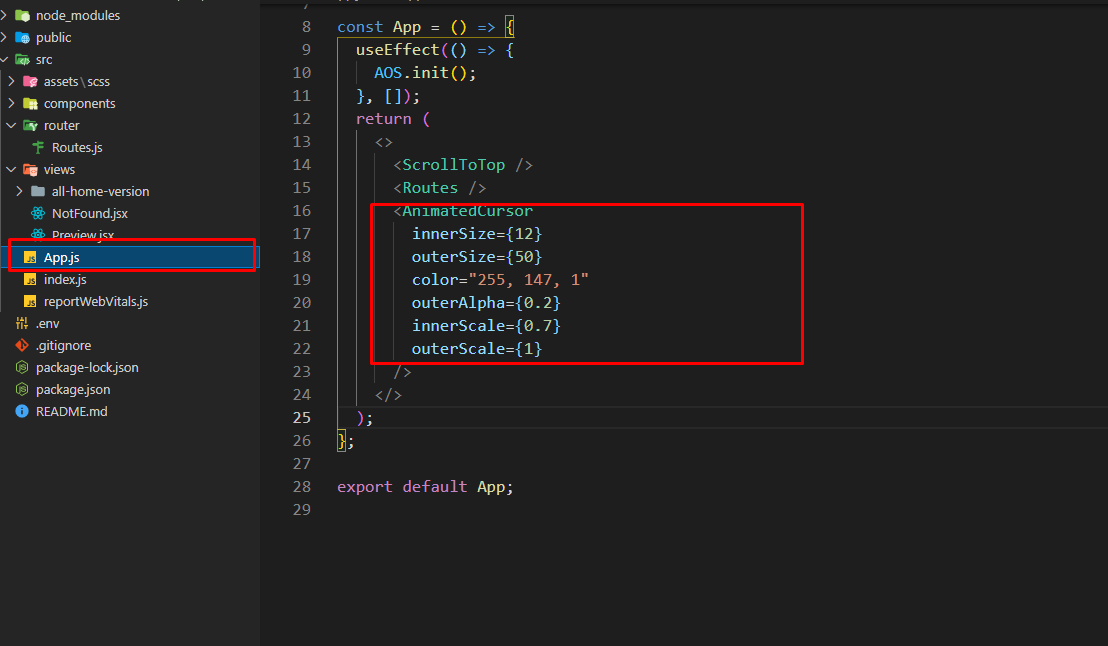 node_modules
public
src
assets\scss
components
router
Routes.js
views
all-home-version
NotFound.jsx
Preview.jsx
JS App.js
JS index.js
JS reportWebVitals.js
.env
.gitignore
package-lock.json
package.json
README.md
8 const App = () => {
9 useEffect(() => {
10 AOS.init();
11 }, []);
12 return (
13 <>
14 <ScrollToTop />
15 <Routes />
16 <AnimatedCursor
17 innerSize={12}
18 outerSize={50}
19 color="255, 147, 1"
20 outerAlpha={0.2}
21 innerScale={0.7}
22 outerScale={1}
23 />
24 </>
25 );
26 };
27
28 export default App;
29